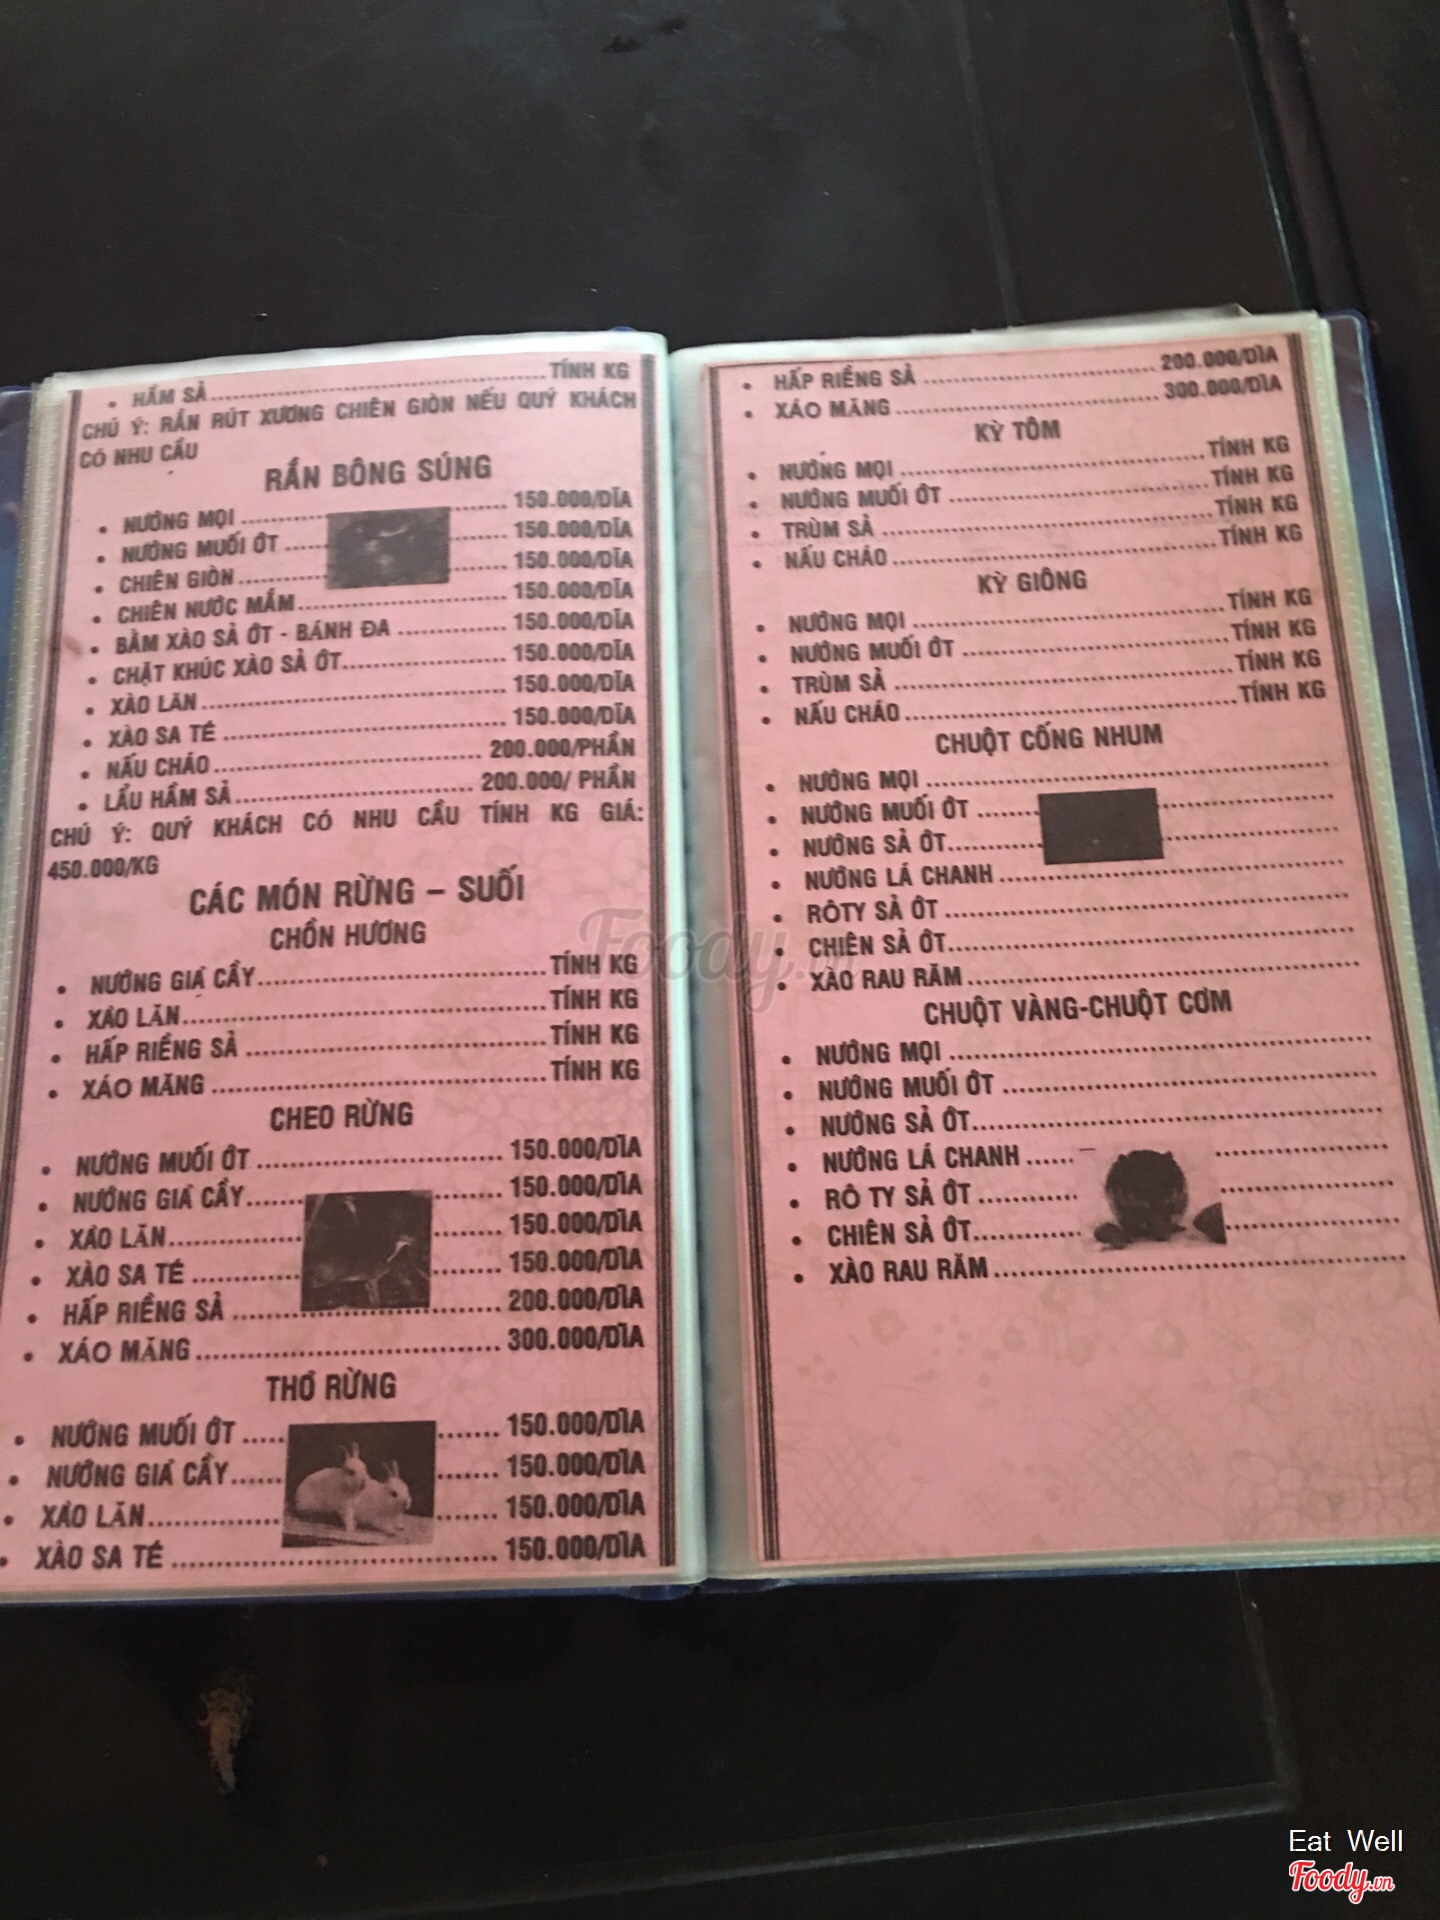 HẦM SẢ TÍNH KG
CHÚ Ý: RẮN RÚT XƯƠNG CHIÊN GIÒN NẾU QUÝ KHÁCH
CÓ NHU CẦU
RẮN BÔNG SÚNG
NƯỚNG MỌI 150.000/DĨA
NƯỚNG MUỐI ỚT 150.000/DĨA
CHIÊN GIÒN 150.000/DĨA
CHIÊN NƯỚC MẮM 150.000/DĨA
BẰM XÀO SẢ ỚT - BÁNH ĐA 150.000/DĨA
CHẶT KHÚC XÀO SẢ ỚT 150.000/DĨA
XÀO LĂN 150.000/DĨA
XÀO SA TÉ 150.000/DĨA
NẤU CHÁO 200.000/PHẦN
LẨU HẦM SẢ 200.000/ PHẦN
CHÚ Ý: QUÝ KHÁCH CÓ NHU CẦU TÍNH KG GIÁ:
450.000/KG
CÁC MÓN RỪNG – SUỐI
CHỒN HƯƠNG
NƯỚNG GIẢ CẦY TÍNH KG
XÁO LĂN TÍNH KG
HẤP RIỀNG SẢ TÍNH KG
XÁO MĂNG TÍNH KG
CHEO RỪNG
NƯỚNG MUỐI ỚT 150.000/DĨA
NƯỚNG GIẢ CẦY 150.000/DĨA
XÁO LĂN 150.000/DĨA
XÀO SA TÉ 150.000/DĨA
HẤP RIỀNG SẢ 200.000/DĨA
XÁO MĂNG 300.000/DĨA
THỎ RỪNG
NƯỚNG MUỐI ỚT 150.000/DĨA
NƯỚNG GIẢ CẦY 150.000/DĨA
XÁO LĂN 150.000/DĨA
XÀO SA TÉ 150.000/DĨA
HẤP RIỀNG SẢ 200.000/DĨA
XÁO MĂNG 300.000/DĨA
KỲ TÔM
NƯỚNG MỌI TÍNH KG
NƯỚNG MUỐI ỚT TÍNH KG
TRÙM SẢ TÍNH KG
NẤU CHÁO TÍNH KG
KỲ GIÔNG
NƯỚNG MỌI TÍNH KG
NƯỚNG MUỐI ỚT TÍNH KG
TRÙM SẢ TÍNH KG
NẤU CHÁO TÍNH KG
CHUỘT CỐNG NHUM
NƯỚNG MỌI
NƯỚNG MUỐI ỚT
NƯỚNG SẢ ỚT
NƯỚNG LÁ CHANH
RÔTY SẢ ỚT
CHIÊN SẢ ỚT
XÀO RAU RĂM
CHUỘT VÀNG-CHUỘT CƠM
NƯỚNG MỌI
NƯỚNG MUỐI ỚT
NƯỚNG SẢ ỚT
NƯỚNG LÁ CHANH
RÔ TY SẢ ỚT
CHIÊN SẢ ỚT
XÀO RAU RĂM
Foody.vn
Eat Well
Foody.vn